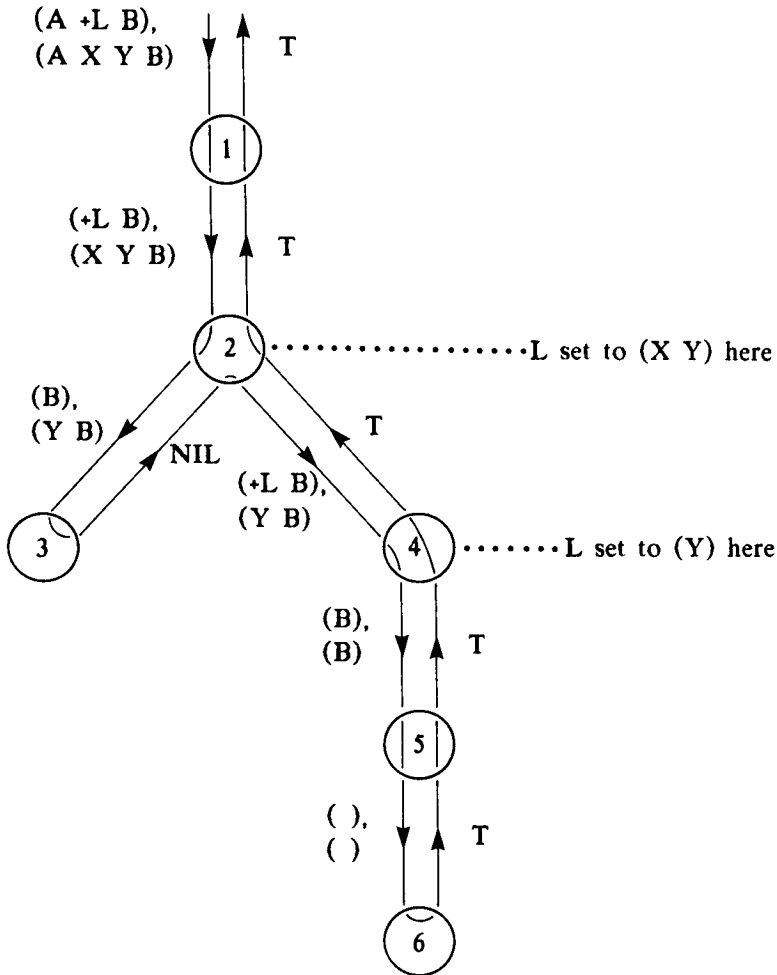 (A +L B),
(A X Y B)
T
1
(+L B),
(X Y B)
T
2
L set to (X Y) here
(B),
(Y B)
NIL
T
(+L B),
(Y B)
3
4
L set to (Y) here
(B),
(B)
T
5
( ),
( )
T
6